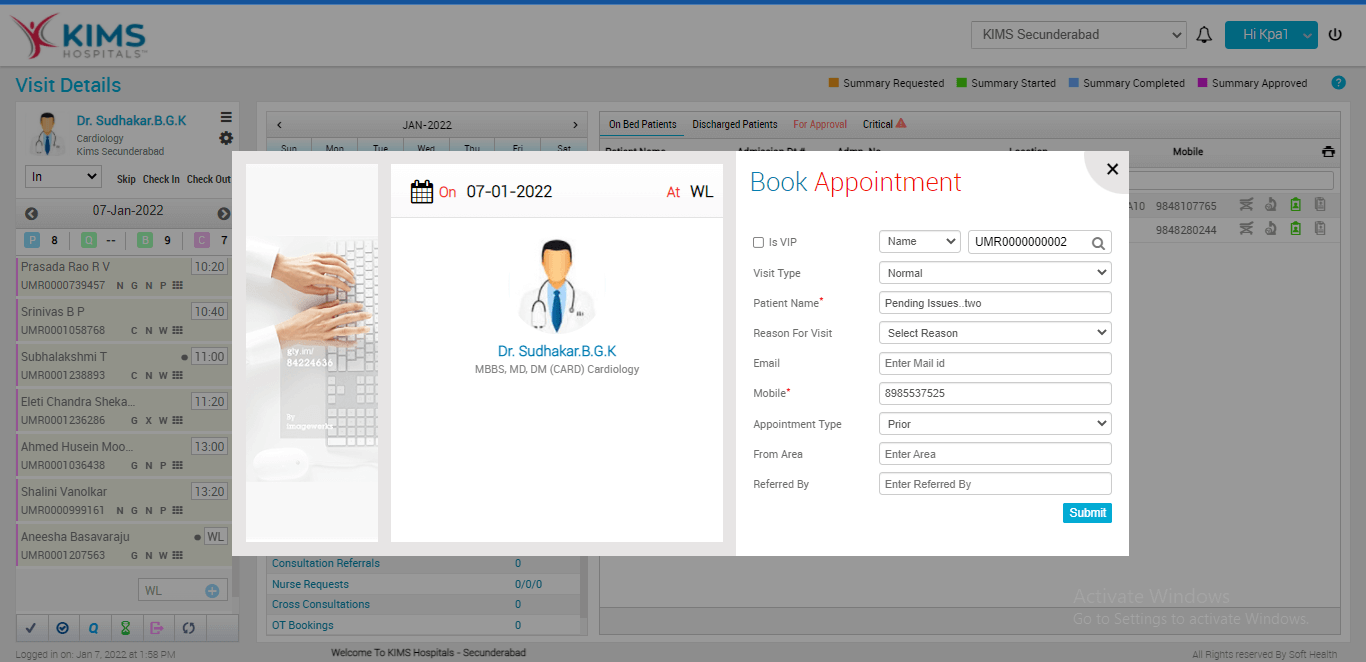 KIMS
HOSPITALS™
KIMS Secunderabad
Hi Kpa1
Visit Details
Summary Requested
Summary Started
Summary Completed
Summary Approved
?
Dr. Sudhakar.B.G.K
Cardiology
Kims Secunderabad
In
Skip Check In Check Out
07-Jan-2022
P 8 Q -- B 9 C 7
Prasada Rao R V 10:20
UMR0000739457 N G N P
Srinivas B P 10:40
UMR0001058768 C N W
Subhalakshmi T 11:00
UMR0001238893 C N W
Eleti Chandra Sheka... 11:20
UMR0001236286 G X W
Ahmed Husein Moo... 13:00
UMR0001036438 G N P
Shalini Vanolkar 13:20
UMR0000999161 N G N P
Aneesha Basavaraju WL
UMR0001207563 G N W
WL
Q
Logged in on: Jan 7, 2022 at 1:58 PM
JAN-2022
Sun Mon Tue Wed Thu Fri Sat
On Bed Patients Discharged Patients For Approval Critical
Patient Name Admission Dt # Admn. No Location Mobile
A10 9848107765
9848280244
gty.im/
84224636
By
imagewerks
On 07-01-2022 At WL
Dr. Sudhakar.B.G.K
MBBS, MD, DM (CARD) Cardiology
Book Appointment
Is VIP Name UMR0000000002
Visit Type Normal
Patient Name* Pending Issues..two
Reason For Visit Select Reason
Email Enter Mail id
Mobile* 8985537525
Appointment Type Prior
From Area Enter Area
Referred By Enter Referred By
Submit
Consultation Referrals 0
Nurse Requests 0/0/0
Cross Consultations 0
OT Bookings 0
Activate Windows
Go to Settings to activate Windows.
Welcome To KIMS Hospitals - Secunderabad
All Rights reserved By Soft Health